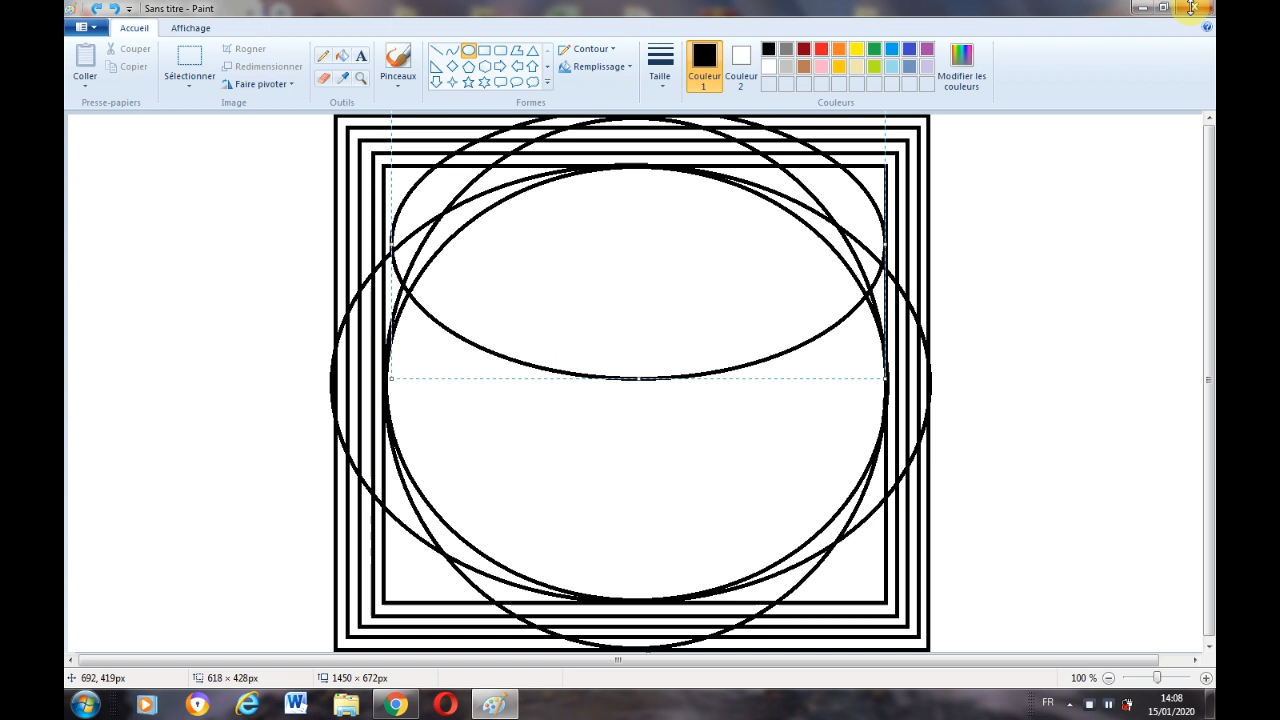 Sans titre - Paint
Accueil Affichage
Coller
Couper
Copier
Presse-papiers
Sélectionner
Rogner
Redimensionner
Faire pivoter
Image
A
Outils
Pinceaux
Formes
Contour
Remplissage
Taille
Couleur 1
Couleur 2
Modifier les couleurs
Couleurs
692, 419px 618 × 428px 1450 × 672px 100 %
FR 14:08
15/01/2020